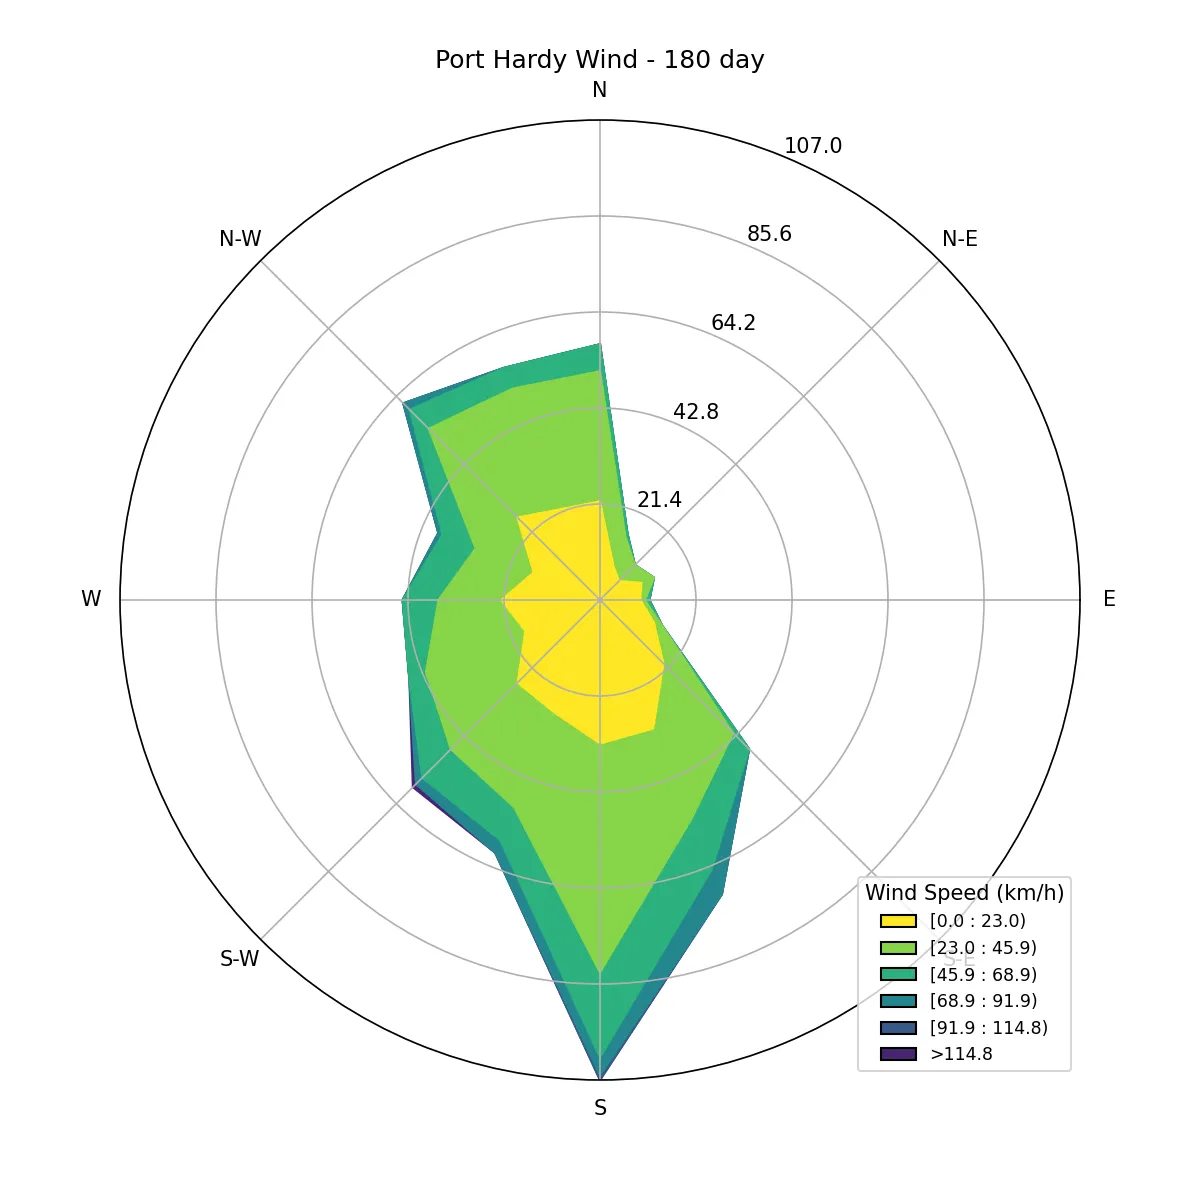 Port Hardy Wind - 180 day
N
107.0
N-W
85.6
N-E
64.2
42.8
21.4
W
E
S-W
S-E
S
Wind Speed (km/h)
[0.0 : 23.0)
[23.0 : 45.9)
[45.9 : 68.9)
[68.9 : 91.9)
[91.9 : 114.8)
>114.8